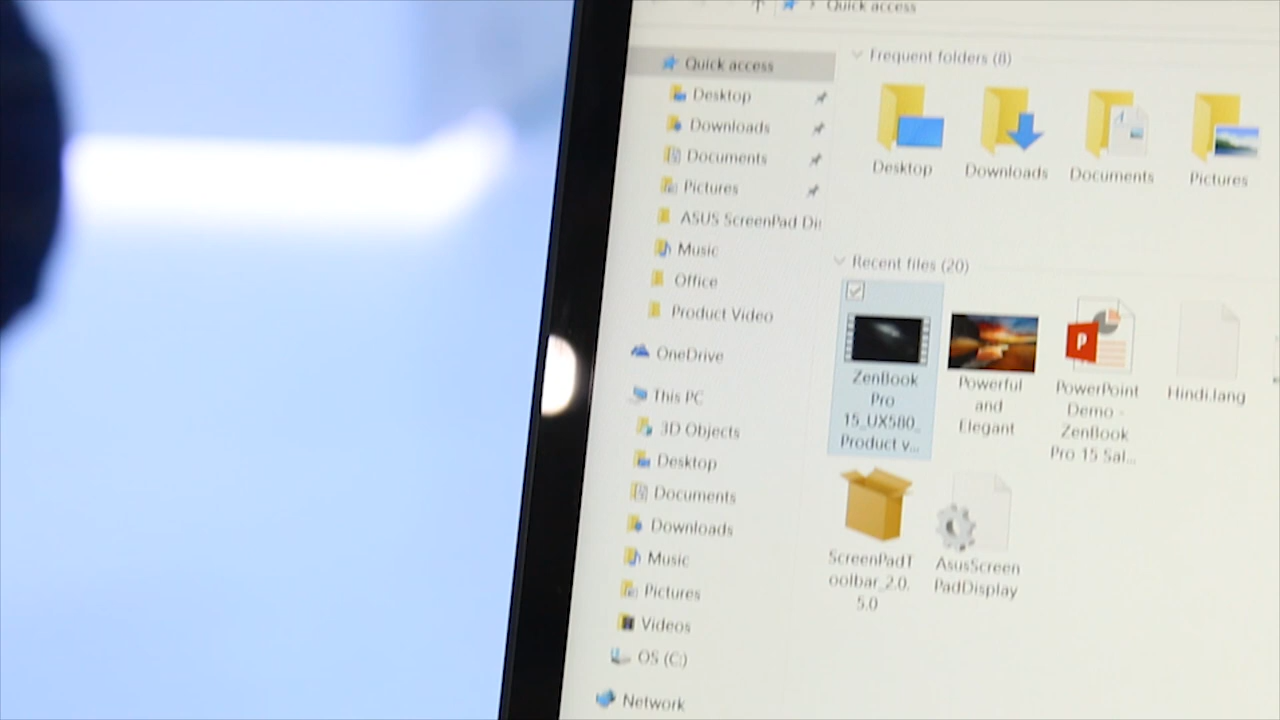 Quick access
Quick access
Desktop
Downloads
Documents
Pictures
ASUS ScreenPad Di
Music
Office
Product Video
OneDrive
This PC
3D Objects
Desktop
Documents
Downloads
Music
Pictures
Videos
OS (C:)
Network
Frequent folders (8)
Desktop
Downloads
Documents
Pictures
Recent files (20)
ZenBook
Pro
15_UX580_
Product v...
Powerful
and
Elegant
P
PowerPoint
Demo -
ZenBook
Pro 15 Sal...
Hindi.lang
ScreenPadT
oolbar_2.0.
5.0
AsusScreen
PadDisplay